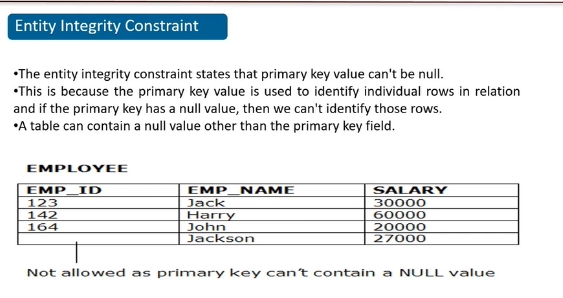 Entity Integrity Constraint
•The entity integrity constraint states that primary key value can't be null.
•This is because the primary key value is used to identify individual rows in relation
and if the primary key has a null value, then we can't identify those rows.
•A table can contain a null value other than the primary key field.
EMPLOYEE
EMP_ID EMP_NAME SALARY
123 Jack 30000
142 Harry 60000
164 John 20000
Jackson 27000
Not allowed as primary key can't contain a NULL value